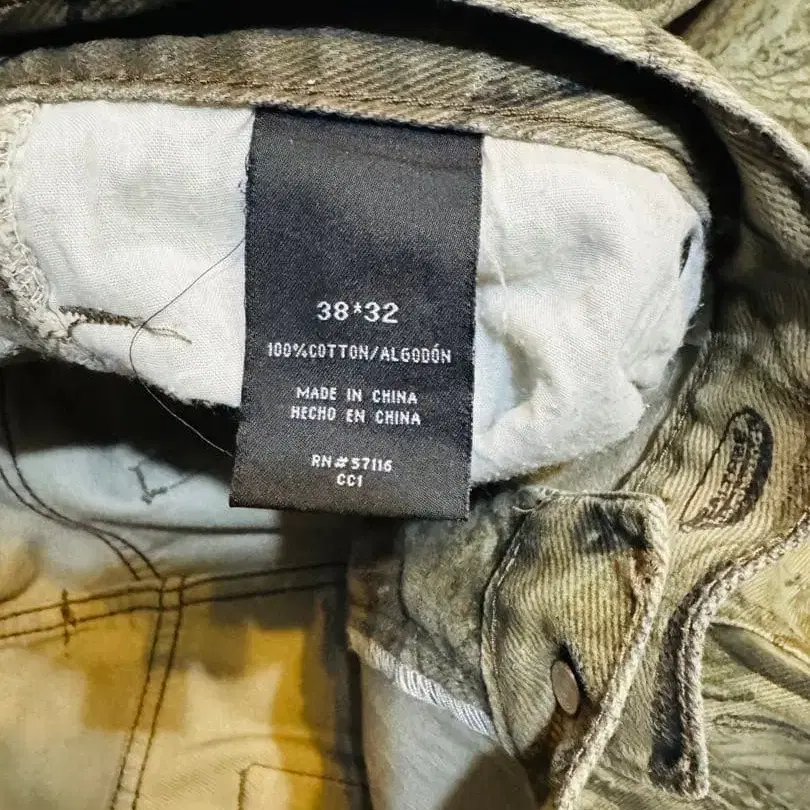 38*32
100%COTTON/ALGODÓN
MADE IN CHINA
HECHO EN CHINA
RN#57116
CC1